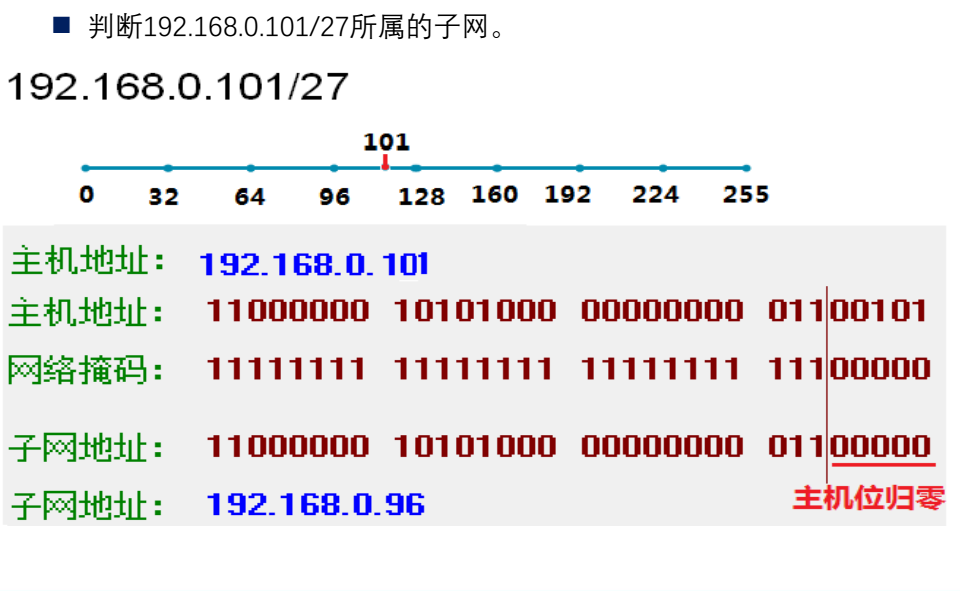 ■ 判断192.168.0.101/27所属的子网。
192.168.0.101/27
101
0 32 64 96 128 160 192 224 255
主机地址： 192.168.0.101
主机地址： 11000000 10101000 00000000 01100101
网络掩码： 11111111 11111111 11111111 11100000
子网地址： 11000000 10101000 00000000 01100000
主机位归零
子网地址： 192.168.0.96